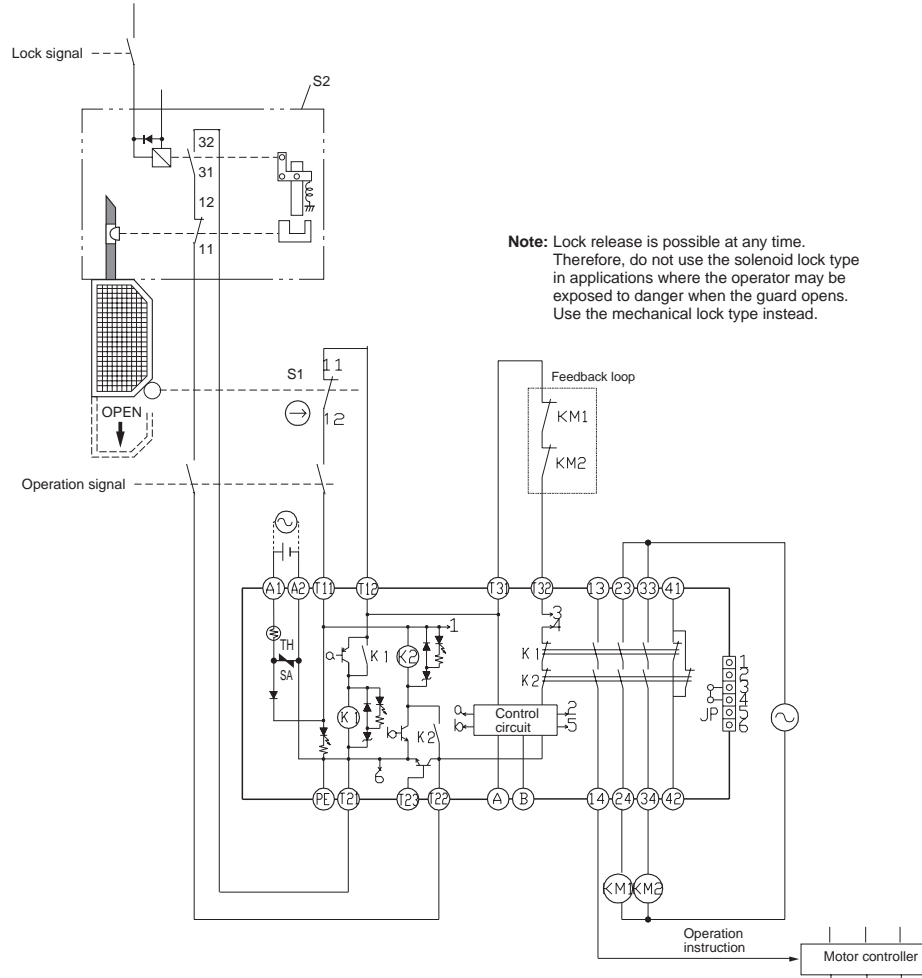 Lock signal
S2
32
31
12
11
Note: Lock release is possible at any time.
Therefore, do not use the solenoid lock type
in applications where the operator may be
exposed to danger when the guard opens.
Use the mechanical lock type instead.
S1
11
12
Feedback loop
KM1
KM2
OPEN
Operation signal
A1 A2 T11 T12 T31 T32 13 23 33 41
1
3
4
TH
SA
a
K1
K2
K1
K2
K1
b
K2
a
b
Control
circuit
2
5
6
JP
1
2
3
4
5
6
PE T21 T23 T22 A B 14 24 34 42
KM1 KM2
Operation
instruction
Motor controller